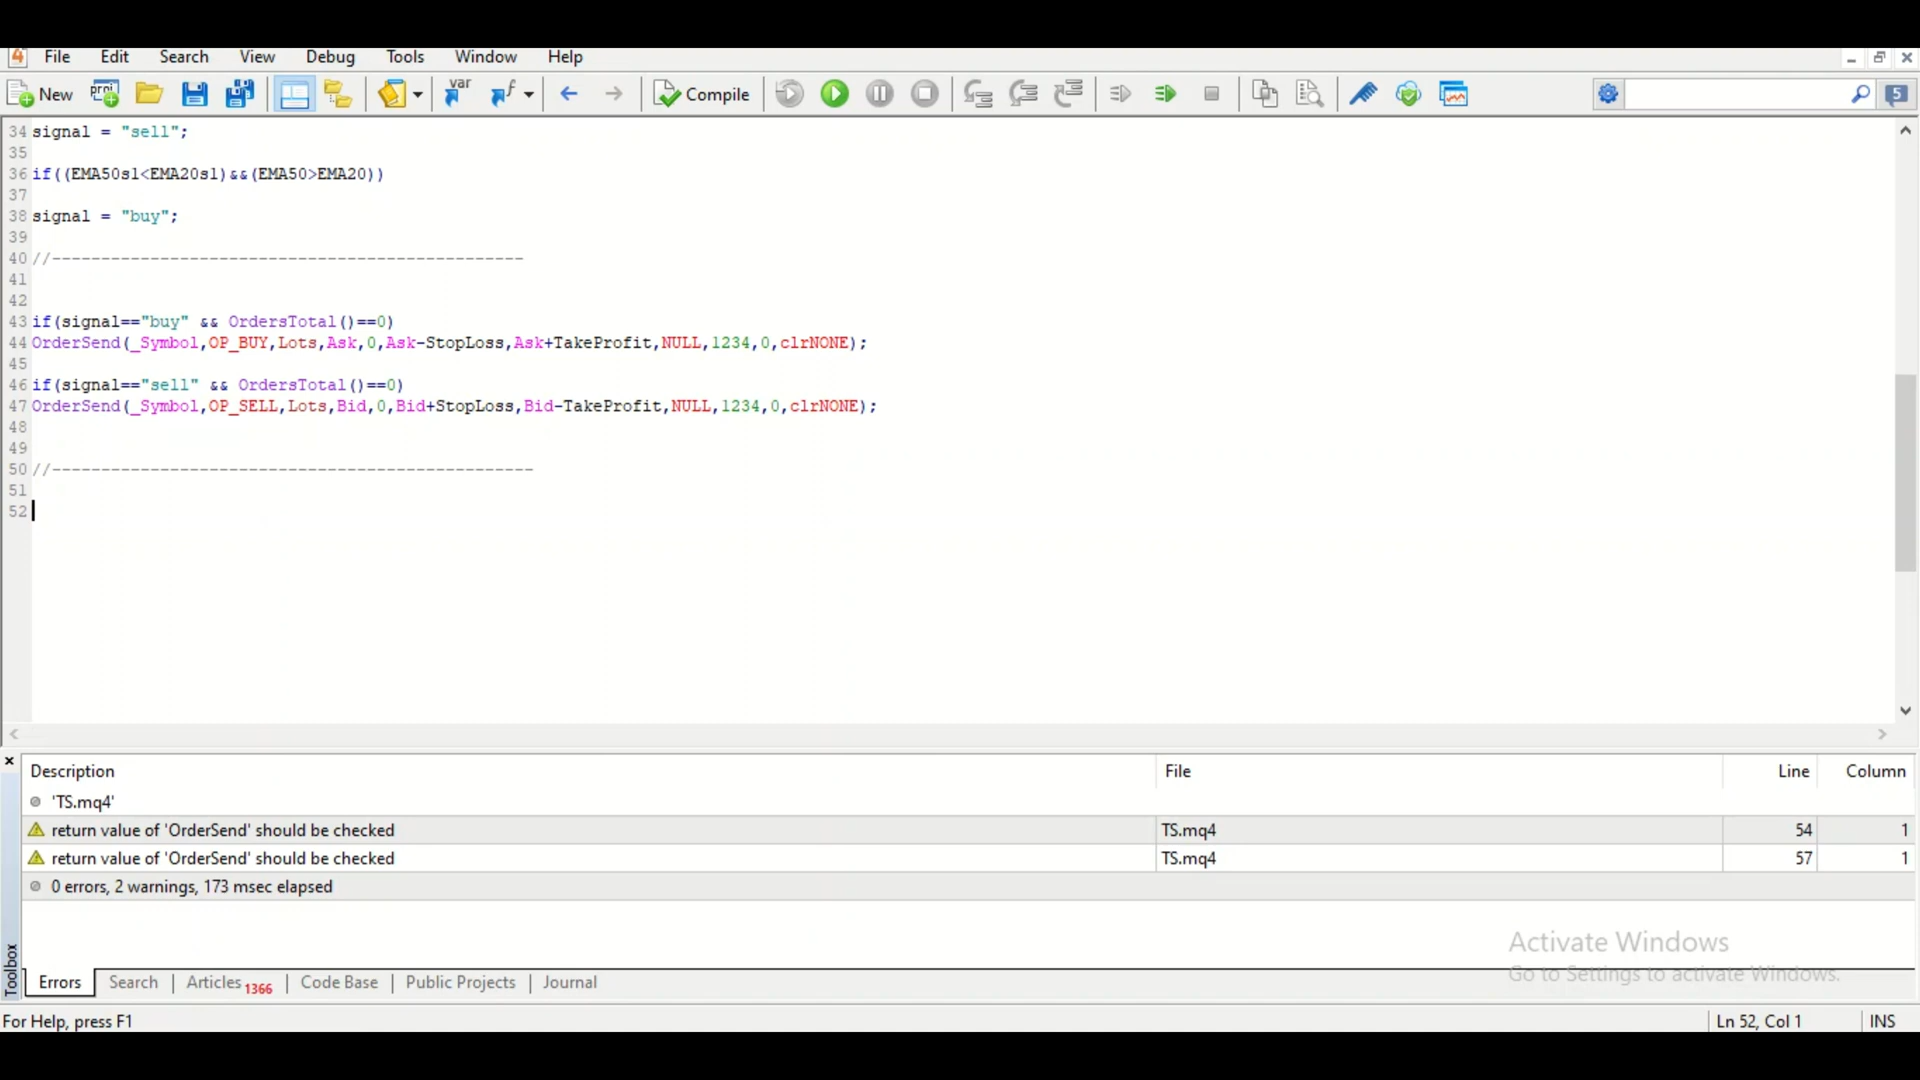 File Edit Search View Debug Tools Window Help
New Compile 5
34 signal = "sell";
35
36 if((EMA50s1<EMA20s1)&&(EMA50>EMA20))
37
38 signal = "buy";
39
40 //------------------------------------------------
41
42
43 if(signal=="buy" && OrdersTotal()==0)
44 OrderSend(_Symbol,OP_BUY,Lots,Ask,0,Ask-StopLoss,Ask+TakeProfit,NULL,1234,0,clrNONE);
45
46 if(signal=="sell" && OrdersTotal()==0)
47 OrderSend(_Symbol,OP_SELL,Lots,Bid,0,Bid+StopLoss,Bid-TakeProfit,NULL,1234,0,clrNONE);
48
49
50 //-------------------------------------------------
51
52
Description File Line Column
'TS.mq4'
return value of 'OrderSend' should be checked TS.mq4 54 1
return value of 'OrderSend' should be checked TS.mq4 57 1
0 errors, 2 warnings, 173 msec elapsed
Activate Windows
Go to Settings to activate Windows.
Toolbox
Errors Search Articles 1366 Code Base Public Projects Journal
For Help, press F1 Ln 52, Col 1 INS